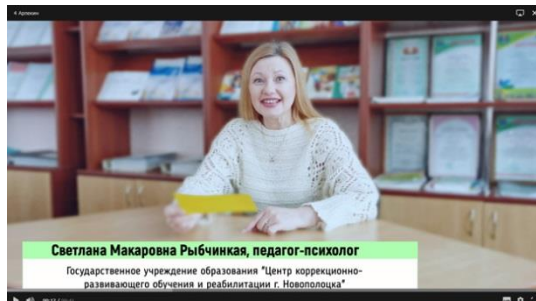 Светлана Макаровна Рыбчинкая, педагог-психолог
Государственное учреждение образования "Центр коррекционно-
развивающего обучения и реабилитации г. Новополоцка"